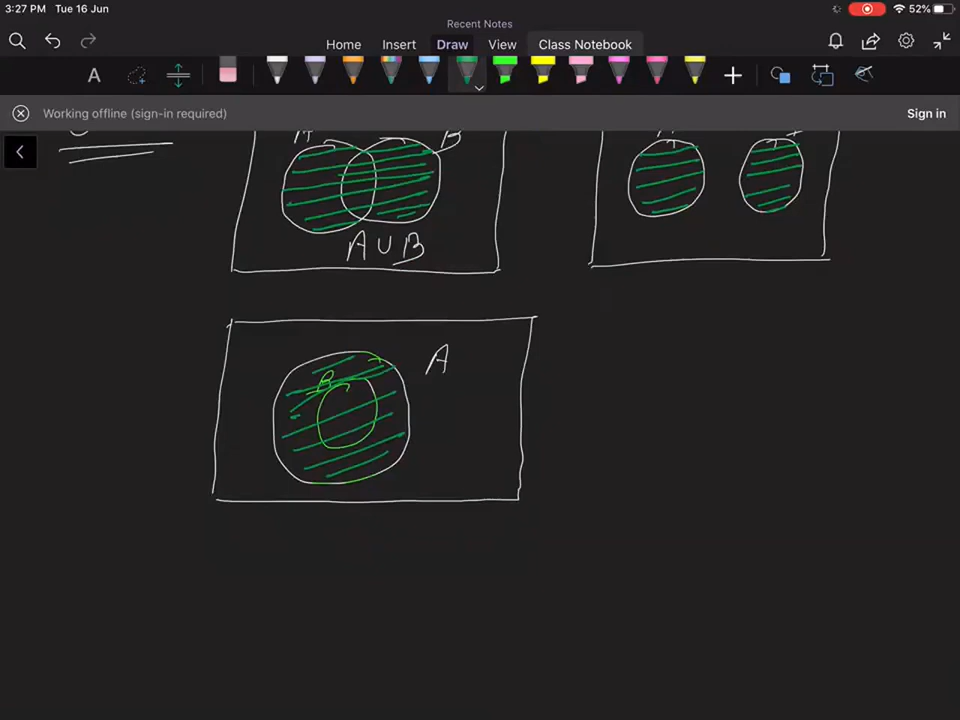 3:27 PM Tue 16 Jun
52%
Recent Notes
Home Insert Draw View Class Notebook
A
Working offline (sign-in required)
Sign in
A B
A ∪ B
A
B